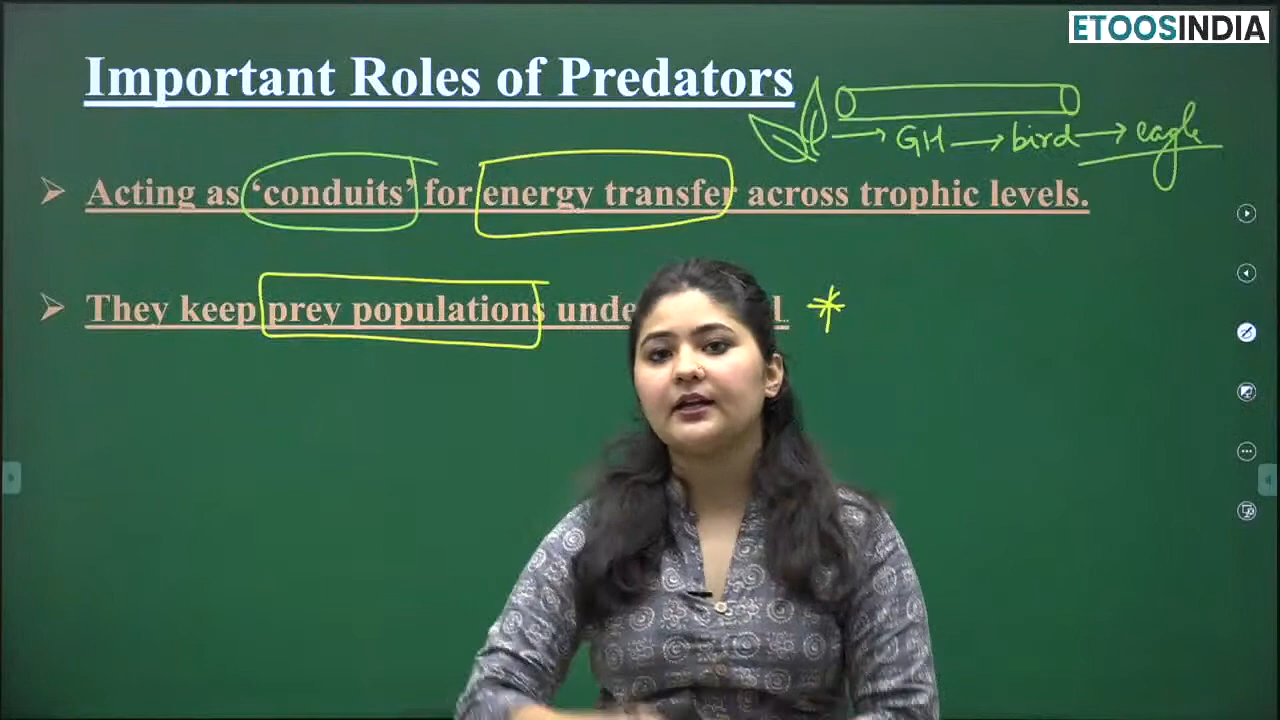 ETOOSINDIA
Important Roles of Predators
GH bird eagle
Acting as ‘conduits’ for energy transfer across trophic levels.
They keep prey populations